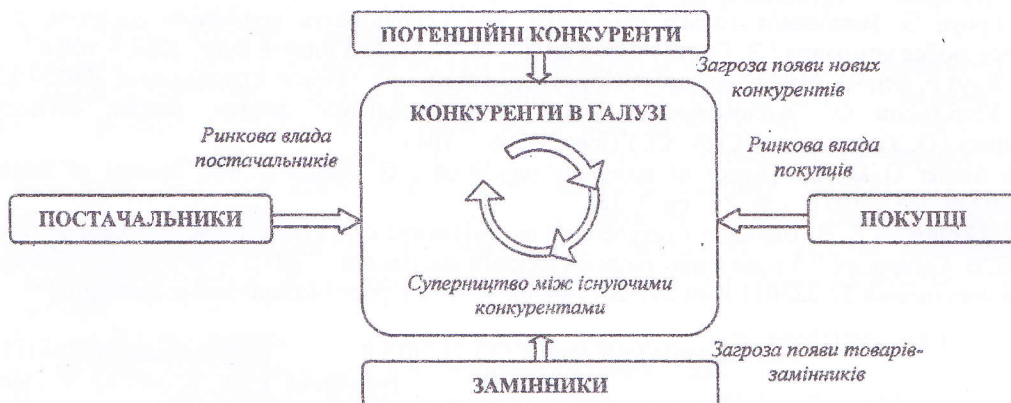 ПОТЕНЦІЙНІ КОНКУРЕНТИ
Загроза появи нових
конкурентів
КОНКУРЕНТИ В ГАЛУЗІ
Ринкова влада
постачальників
Ринкова влада
покупців
ПОСТАЧАЛЬНИКИ
ПОКУПЦІ
Суперництво між існуючими
конкурентами
Загроза появи товарів-
замінників
ЗАМІННИКИ